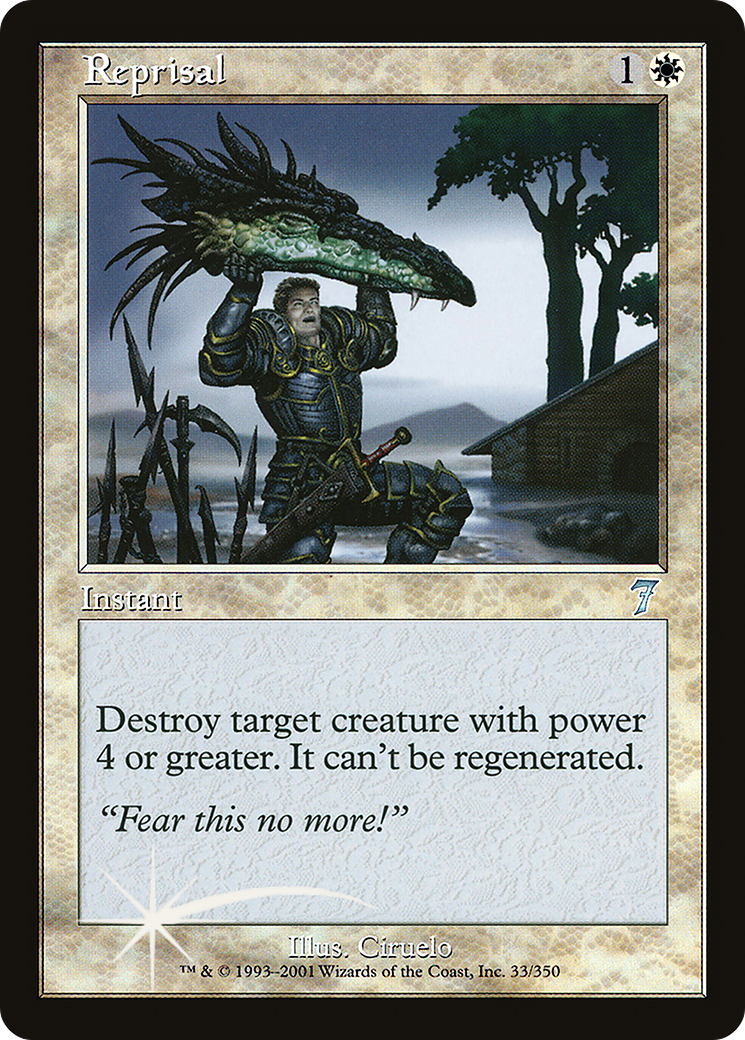 Reprisal 1
Instant 7
Destroy target creature with power
4 or greater. It can't be regenerated.
“Fear this no more!”
Illus. Ciruelo
™ & © 1993–2001 Wizards of the Coast, Inc. 33/350